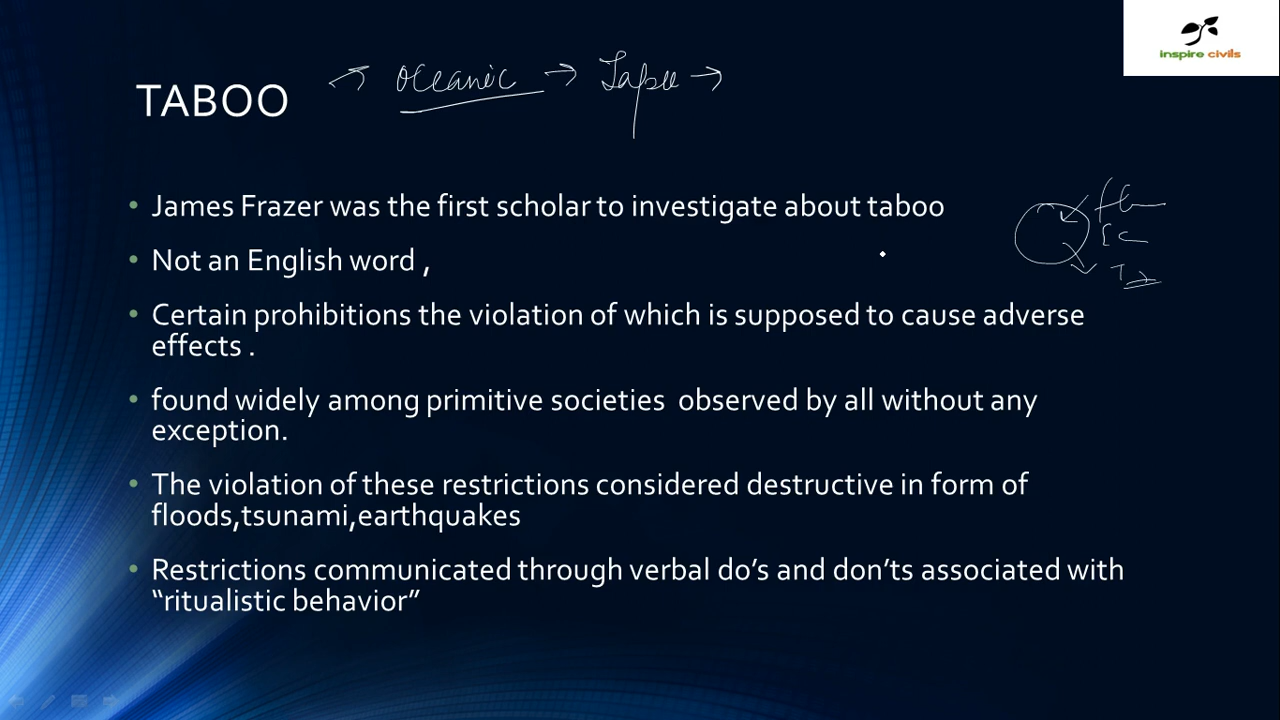 inspire civils
TABOO → Oceanic → Tapu →
• James Frazer was the first scholar to investigate about taboo
• Not an English word ,
• Certain prohibitions the violation of which is supposed to cause adverse
effects .
• found widely among primitive societies observed by all without any
exception.
• The violation of these restrictions considered destructive in form of
floods,tsunami,earthquakes
• Restrictions communicated through verbal do’s and don’ts associated with
“ritualistic behavior”